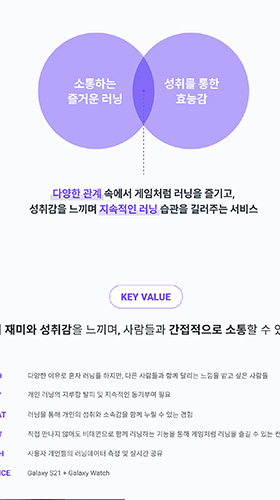 소통하는
즐거운 러닝
성취를 통한
효능감
다양한 관계 속에서 게임처럼 러닝을 즐기고,
성취감을 느끼며 지속적인 러닝 습관을 길러주는 서비스
KEY VALUE
재미와 성취감을 느끼며, 사람들과 간접적으로 소통할 수 있
다양한 이유로 혼자 러닝을 하지만, 다른 사람들과 함께 달리는 느낌을 받고 싶은 사람들
개인의 러닝의 지루함 탈피 및 지속적인 동기부여 필요
AT 러닝을 통해 개인의 성취와 소속감을 함께 누릴 수 있는 경험
직접 만나지 않아도 비대면으로 함께 러닝하는 기능을 통해 게임처럼 러닝을 즐길 수 있는 컨
H 사용자 개인들의 러닝데이터 측정 및 실시간 공유
ICE Galaxy S21 + Galaxy Watch